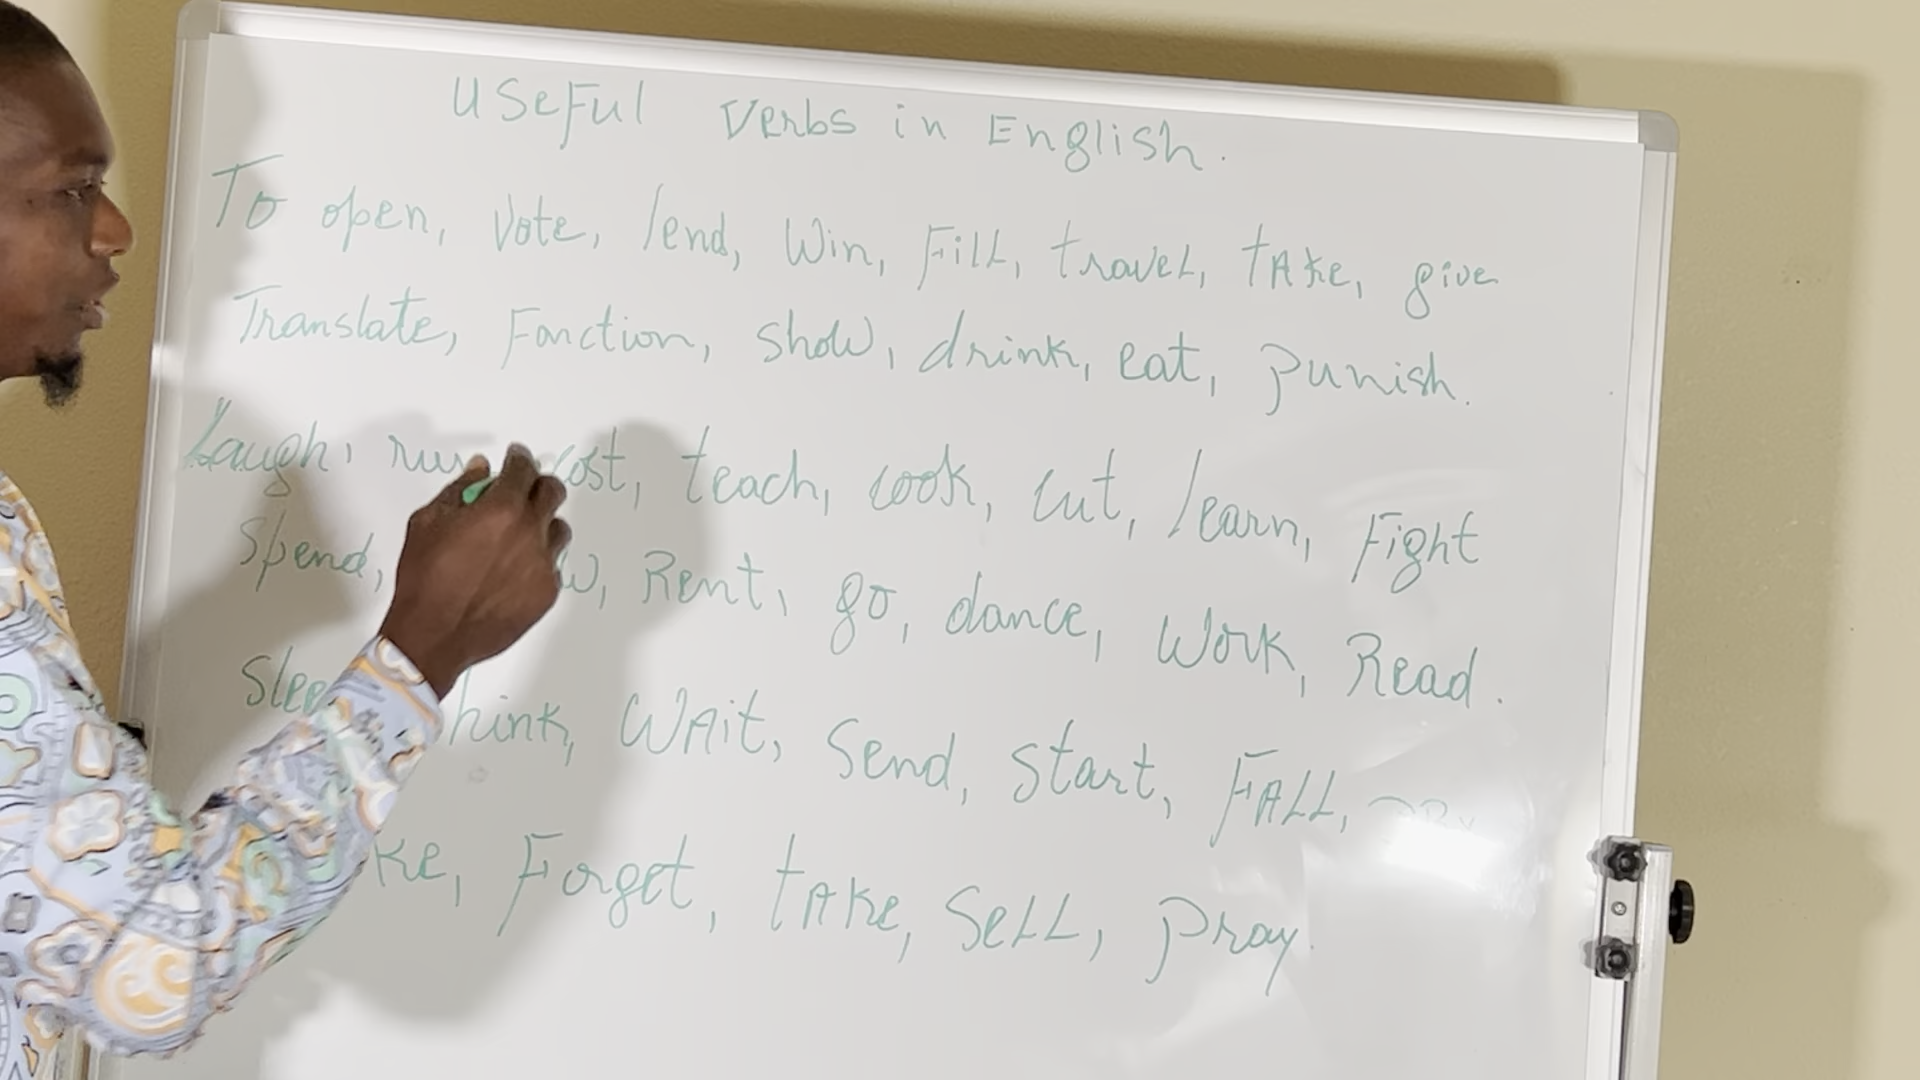 Useful Verbs in English.
To open, Vote, lend, Win, Fill, travel, tAke, give
Translate, Fonction, show, drink, eat, punish.
Laugh, cost, teach, cook, cut, learn, Fight
Spend, Rent, go, dance, Work, Read.
WAit, Send, Start, FAll,
Forget, tAke, Sell, pray.